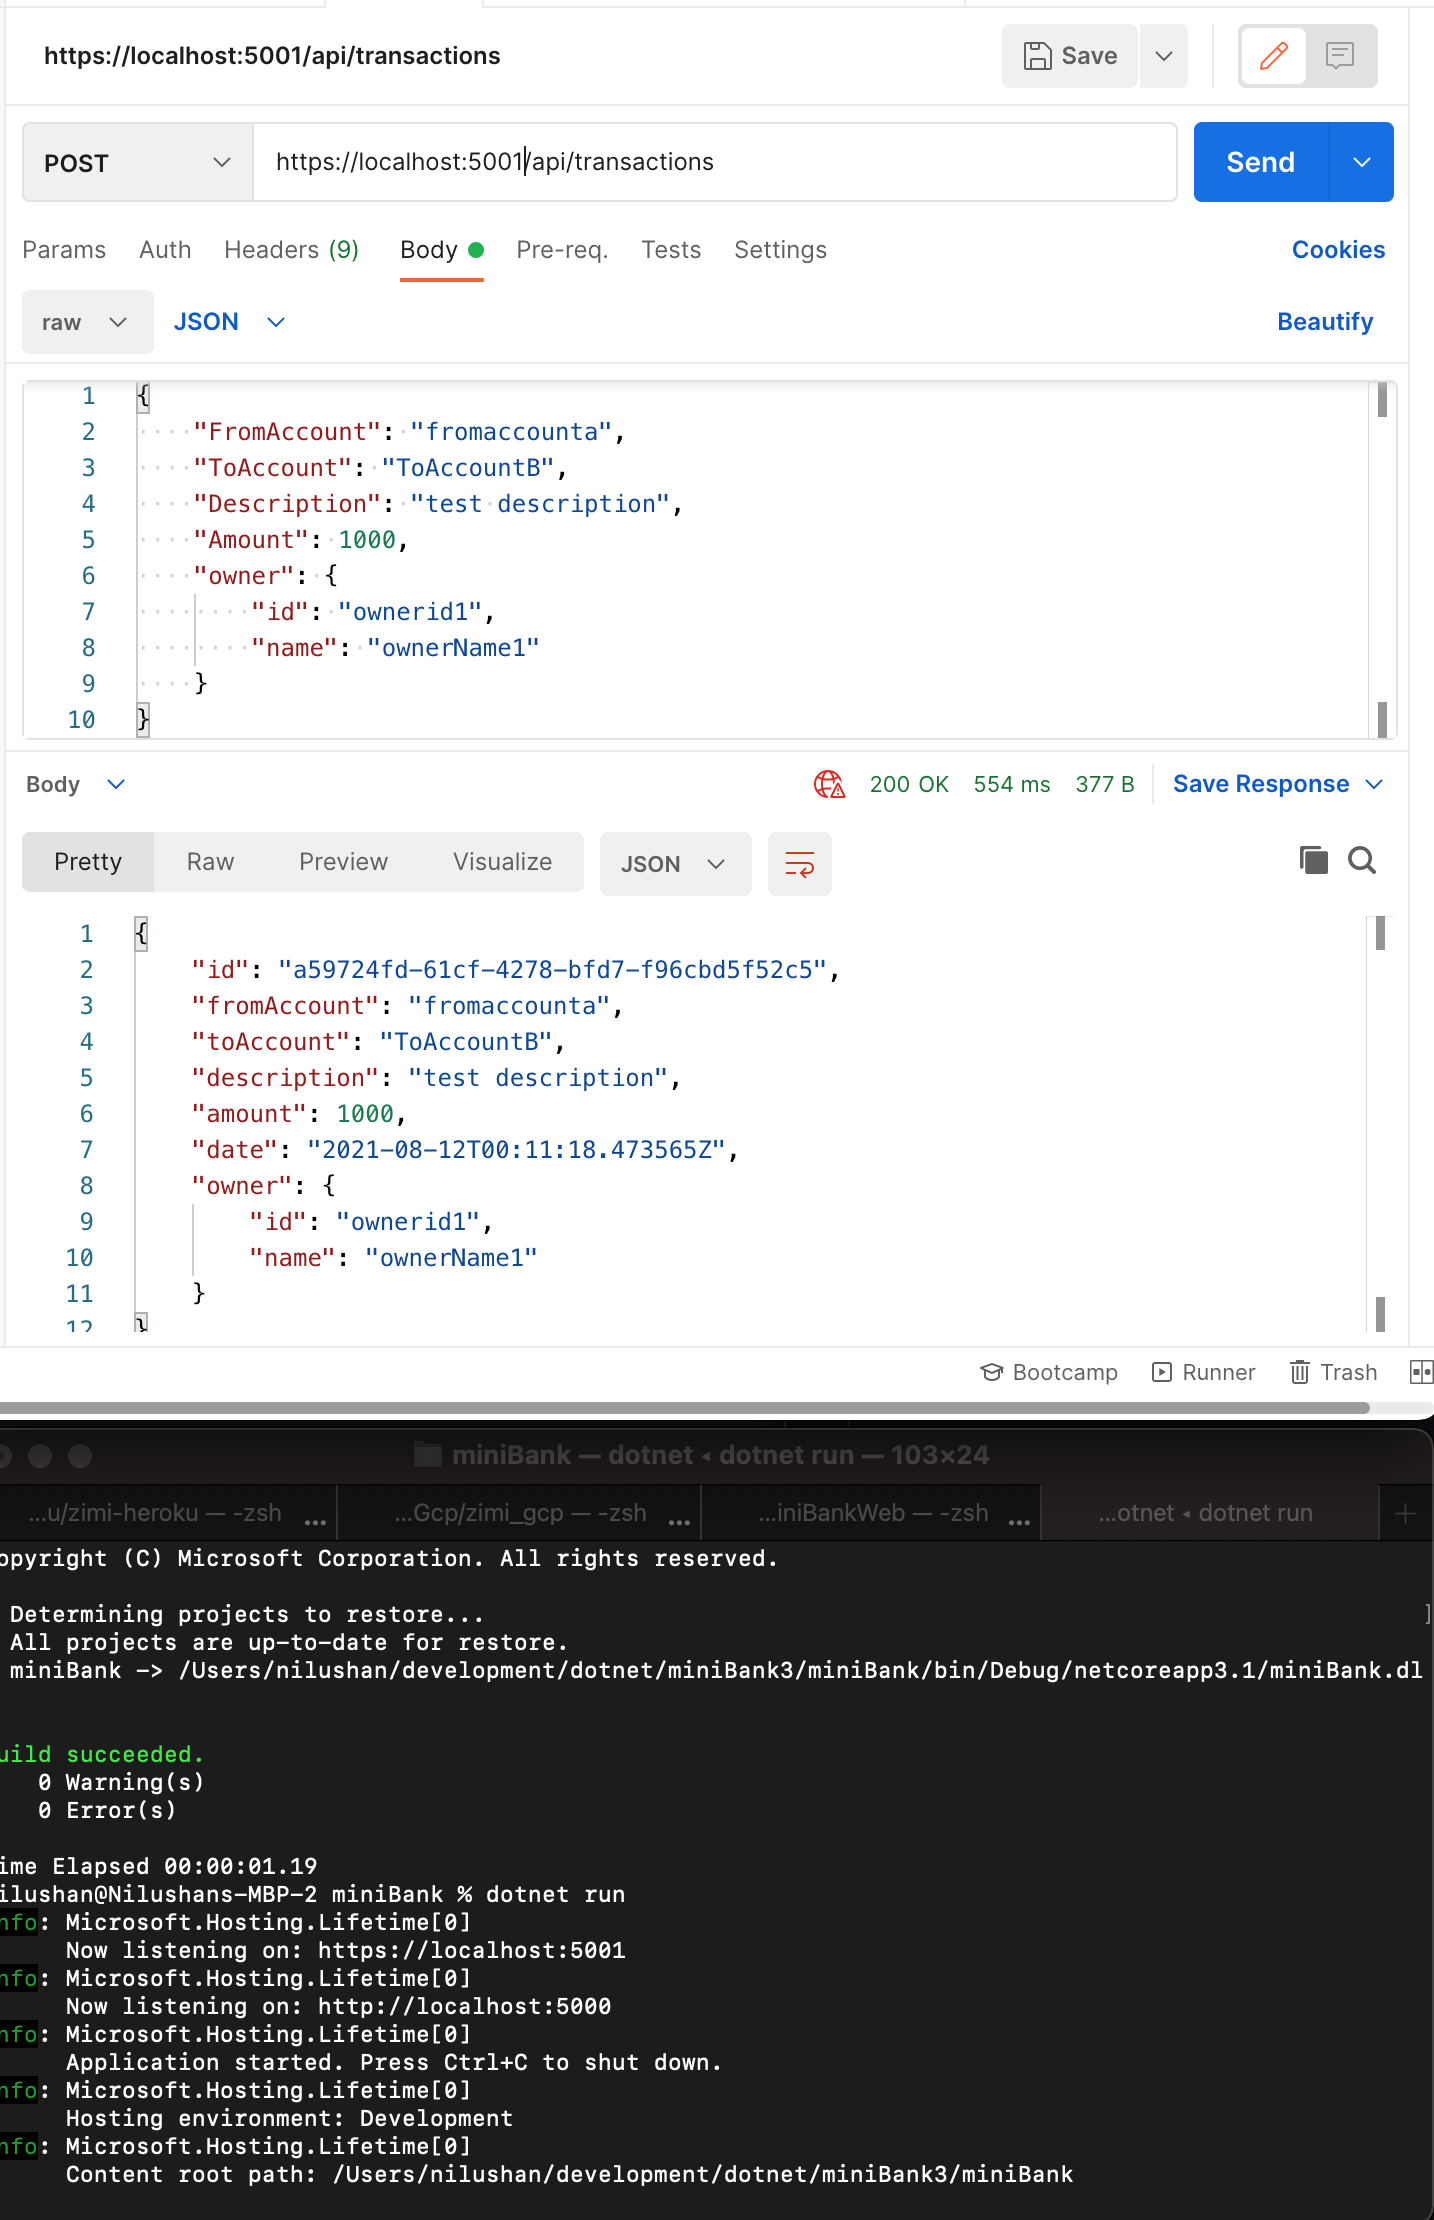 https://localhost:5001/api/transactions Save
POST https://localhost:5001/api/transactions Send
Params Auth Headers (9) Body Pre-req. Tests Settings Cookies
raw JSON Beautify
1 {
2 "FromAccount": "fromaccounta",
3 "ToAccount": "ToAccountB",
4 "Description": "test description",
5 "Amount": 1000,
6 "owner": {
7 "id": "ownerid1",
8 "name": "ownerName1"
9 }
10 }
Body 200 OK 554 ms 377 B Save Response
Pretty Raw Preview Visualize JSON
1 {
2 "id": "a59724fd-61cf-4278-bfd7-f96cbd5f52c5",
3 "fromAccount": "fromaccounta",
4 "toAccount": "ToAccountB",
5 "description": "test description",
6 "amount": 1000,
7 "date": "2021-08-12T00:11:18.473565Z",
8 "owner": {
9 "id": "ownerid1",
10 "name": "ownerName1"
11 }
12 }
Bootcamp Runner Trash
miniBank — dotnet ◂ dotnet run — 103×24
...u/zimi-heroku — -zsh ... ...Gcp/zimi_gcp — -zsh ... ...iniBankWeb — -zsh ... ...otnet ◂ dotnet run +
opyright (C) Microsoft Corporation. All rights reserved.
Determining projects to restore... ]
All projects are up-to-date for restore.
miniBank -> /Users/nilushan/development/dotnet/miniBank3/miniBank/bin/Debug/netcoreapp3.1/miniBank.dl
uild succeeded.
0 Warning(s)
0 Error(s)
ime Elapsed 00:00:01.19
ilushan@Nilushans-MBP-2 miniBank % dotnet run
nfo: Microsoft.Hosting.Lifetime[0]
Now listening on: https://localhost:5001
nfo: Microsoft.Hosting.Lifetime[0]
Now listening on: http://localhost:5000
nfo: Microsoft.Hosting.Lifetime[0]
Application started. Press Ctrl+C to shut down.
nfo: Microsoft.Hosting.Lifetime[0]
Hosting environment: Development
nfo: Microsoft.Hosting.Lifetime[0]
Content root path: /Users/nilushan/development/dotnet/miniBank3/miniBank